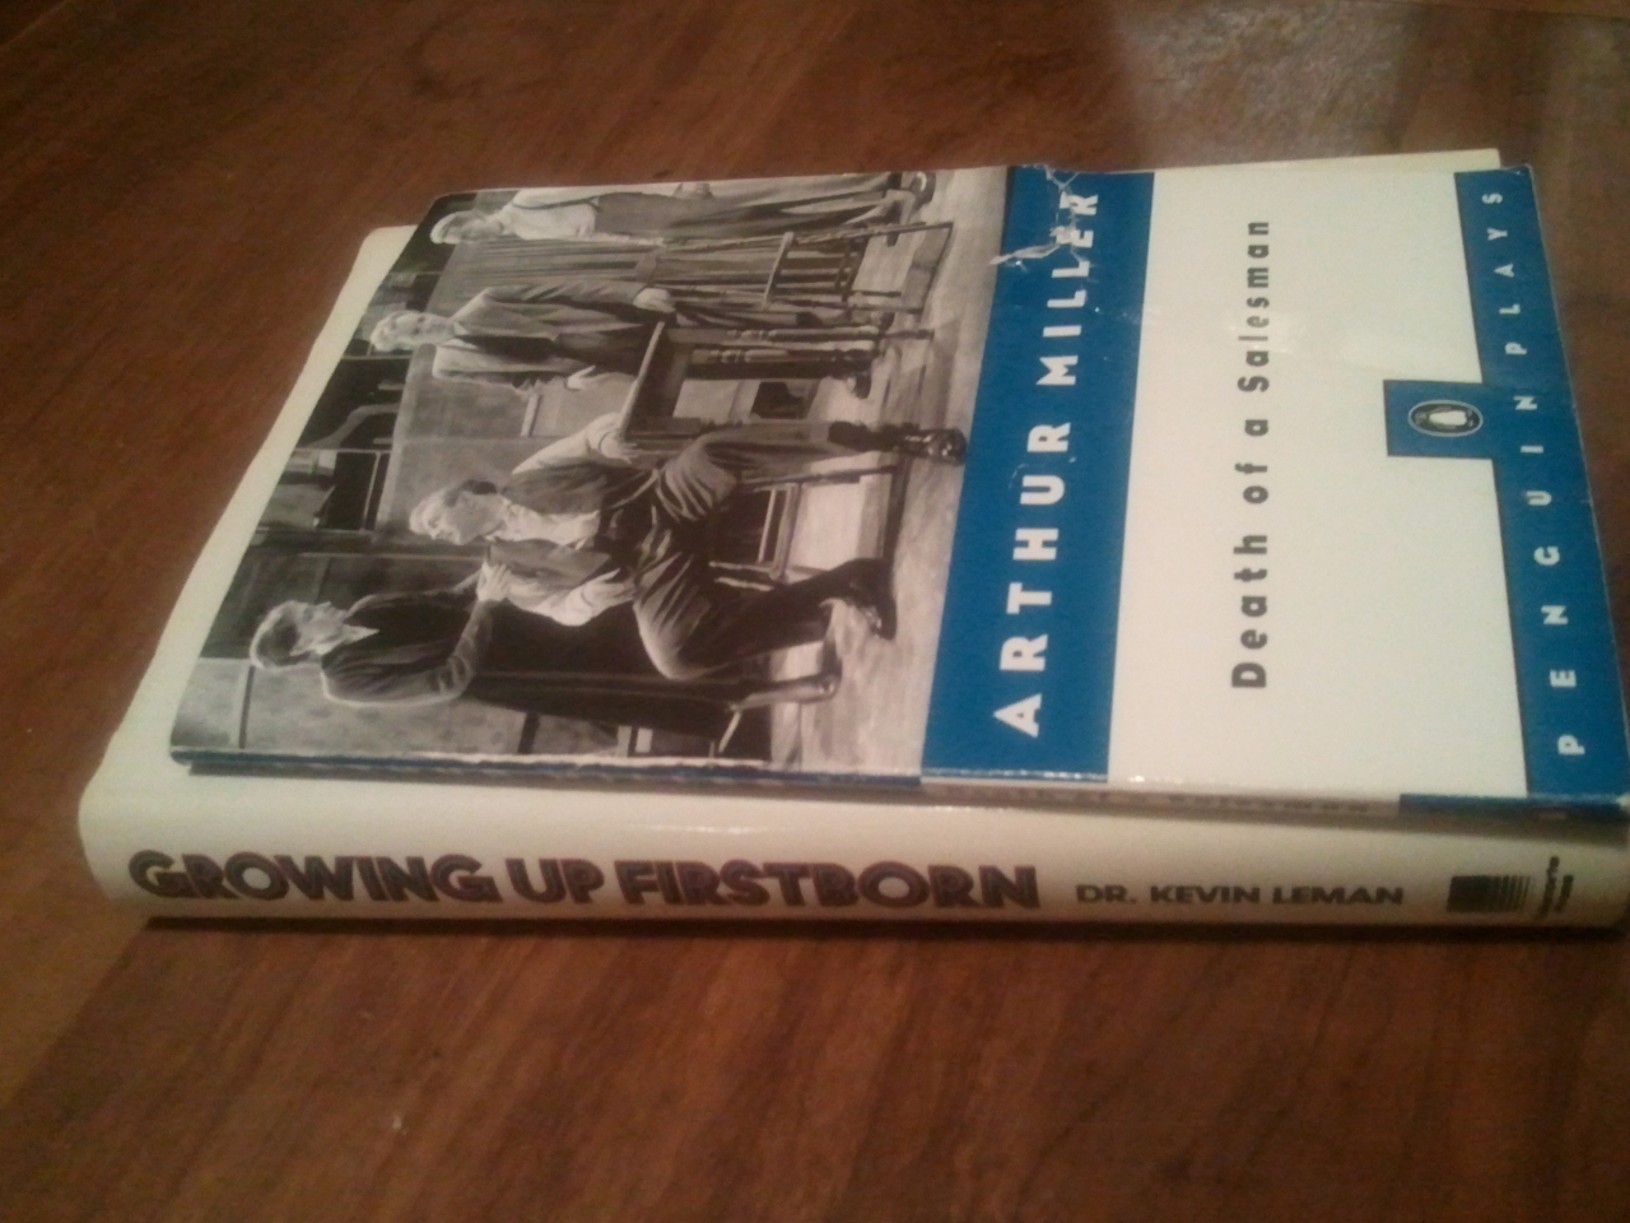 ARTHUR MILLER
Death of a Salesman
PENGUIN PLAYS
GROWING UP FIRSTBORN DR. KEVIN LEMAN